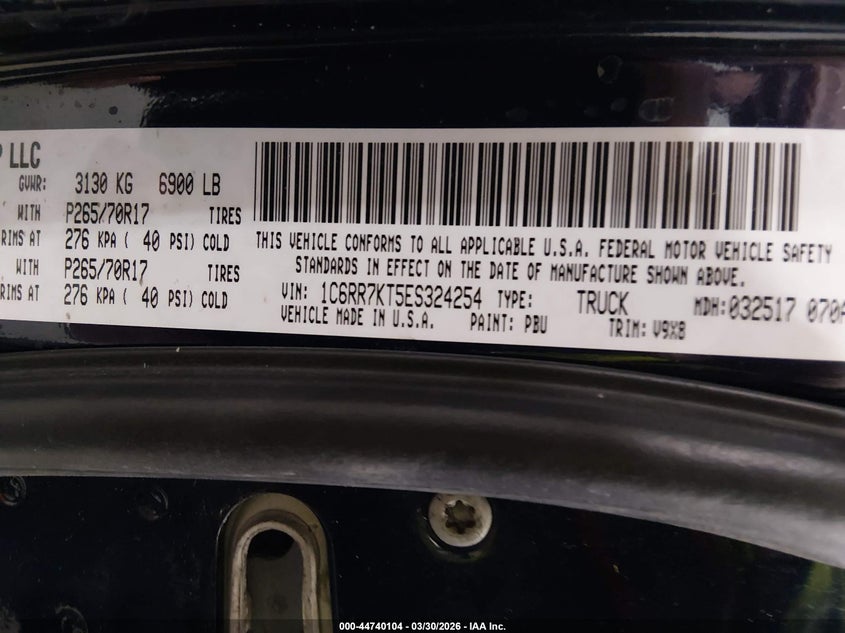 P LLC
GVWR: 3130 KG 6900 LB
WITH P265/70R17 TIRES
RIMS AT 276 KPA ( 40 PSI) COLD
WITH P265/70R17 TIRES
RIMS AT 276 KPA ( 40 PSI) COLD
THIS VEHICLE CONFORMS TO ALL APPLICABLE U.S.A. FEDERAL MOTOR VEHICLE SAFETY
STANDARDS IN EFFECT ON THE DATE OF MANUFACTURE SHOWN ABOVE.
VIN: 1C6RR7KT5ES324254 TYPE: TRUCK MDH: 032517 070A
VEHICLE MADE IN U.S.A. PAINT: PBU TRIM: V9X8
000-44740104 - 03/30/2026 - IAA Inc.